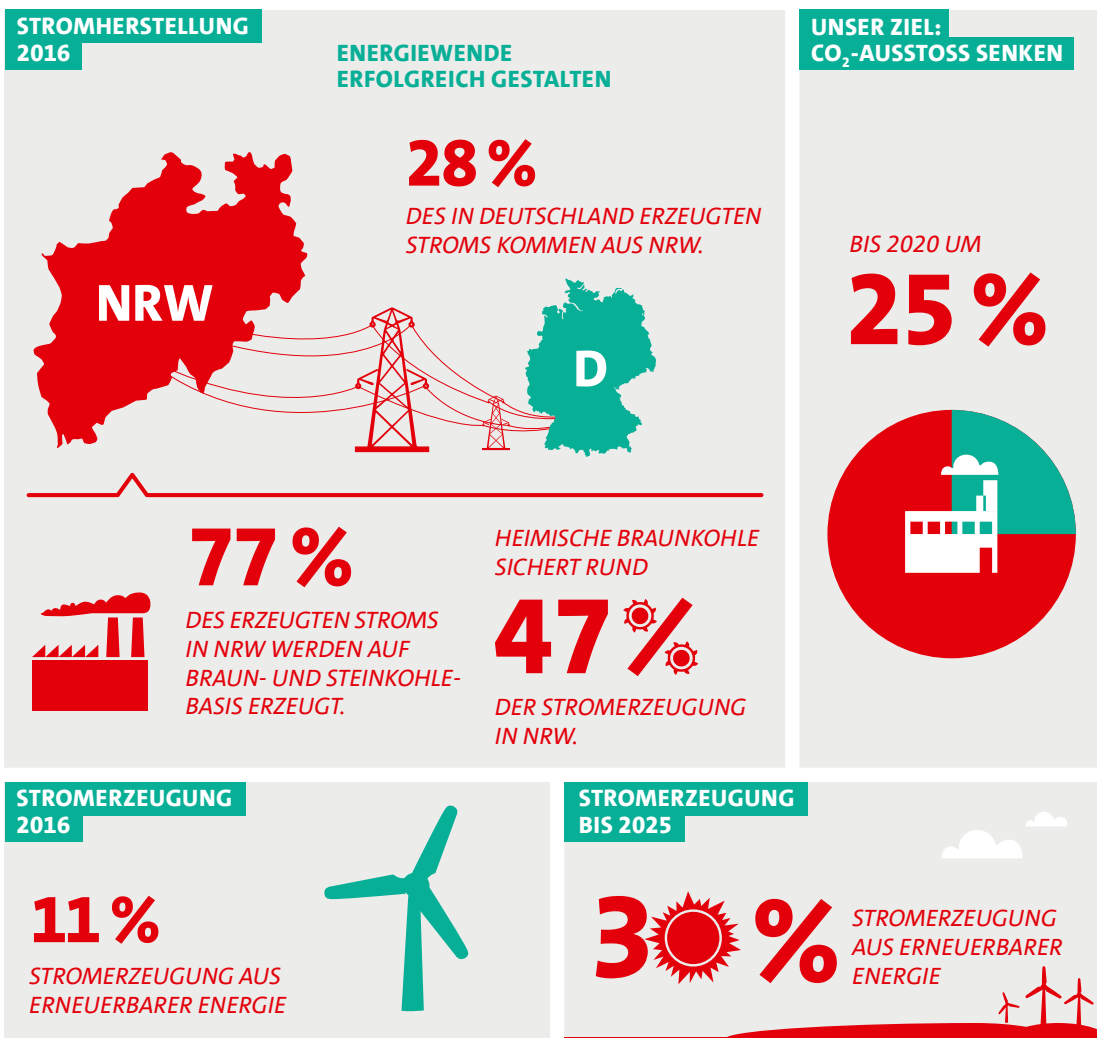 STROMHERSTELLUNG
2016
ENERGIEWENDE
ERFOLGREICH GESTALTEN
28 %
DES IN DEUTSCHLAND ERZEUGTEN
STROMS KOMMEN AUS NRW.
NRW
D
77 %
DES ERZEUGTEN STROMS
IN NRW WERDEN AUF
BRAUN- UND STEINKOHLE-
BASIS ERZEUGT.
HEIMISCHE BRAUNKOHLE
SICHERT RUND
47 %
DER STROMERZEUGUNG
IN NRW.
UNSER ZIEL:
CO₂-AUSSTOSS SENKEN
BIS 2020 UM
25 %
STROMERZEUGUNG
2016
11 %
STROMERZEUGUNG AUS
ERNEUERBARER ENERGIE
STROMERZEUGUNG
BIS 2025
30 %
STROMERZEUGUNG
AUS ERNEUERBARER
ENERGIE